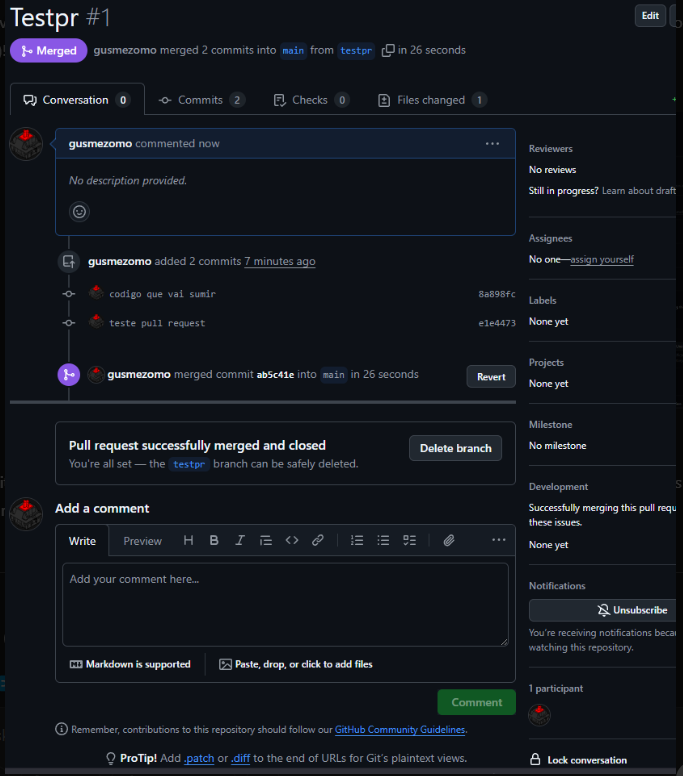 Testpr #1
Edit
Merged gusmezomo merged 2 commits into main from testpr in 26 seconds
Conversation 0 Commits 2 Checks 0 Files changed 1
gusmezomo commented now
No description provided.
gusmezomo added 2 commits 7 minutes ago
codigo que vai sumir 8a898fc
teste pull request e1e4473
gusmezomo merged commit ab5c41e into main in 26 seconds
Revert
Pull request successfully merged and closed
You're all set — the testpr branch can be safely deleted.
Delete branch
Add a comment
Write Preview
Add your comment here...
Markdown is supported
Paste, drop, or click to add files
Comment
Remember, contributions to this repository should follow our GitHub Community Guidelines.
ProTip! Add .patch or .diff to the end of URLs for Git's plaintext views.
Reviewers
No reviews
Still in progress? Learn about draft
Assignees
No one—assign yourself
Labels
None yet
Projects
None yet
Milestone
No milestone
Development
Successfully merging this pull requ
these issues.
None yet
Notifications
Unsubscribe
You're receiving notifications beca
watching this repository.
1 participant
Lock conversation